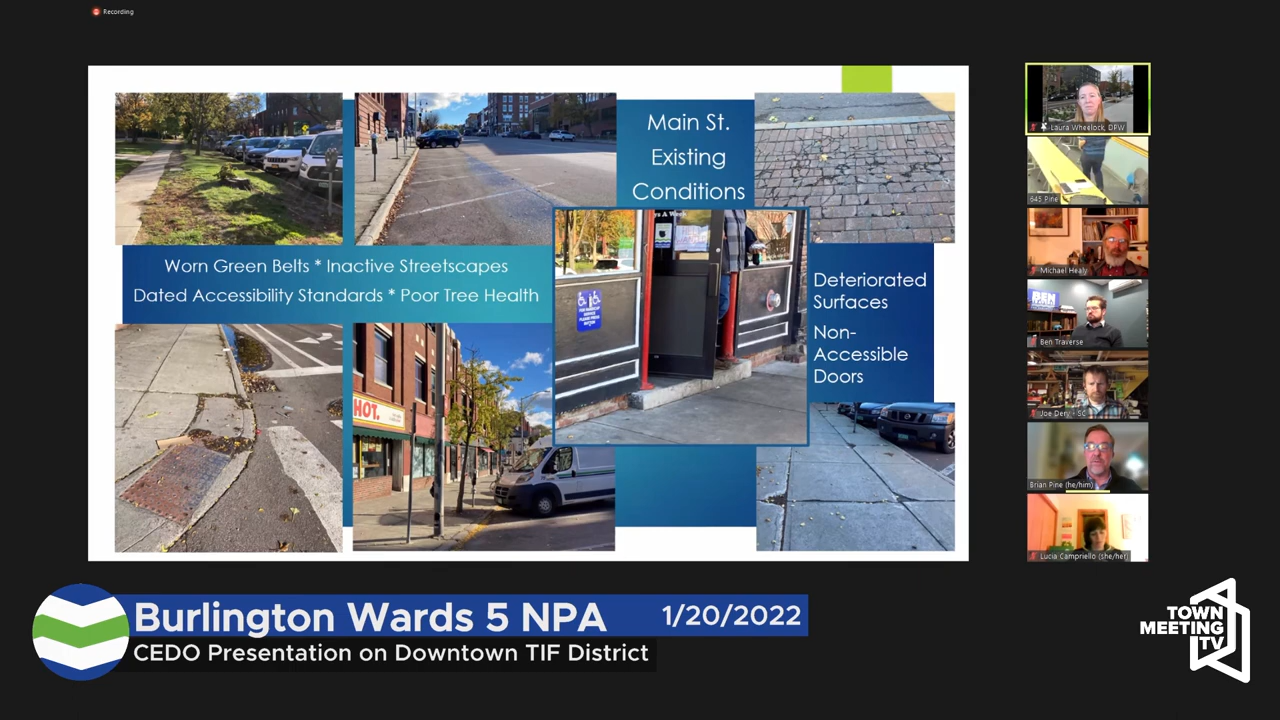 Recording
Main St.
Existing
Conditions
Worn Green Belts * Inactive Streetscapes
Dated Accessibility Standards * Poor Tree Health
Deteriorated
Surfaces
Non-
Accessible
Doors
HOT.
Laura Wheelock, DPW
645 Pine
Michael Healy
BEN
Ben Traverse
Joe Dery - SC
Brian Pine (he/him)
Lucia Campriello (she/her)
Burlington Wards 5 NPA
1/20/2022
CEDO Presentation on Downtown TIF District
TOWN
MEETING
TV